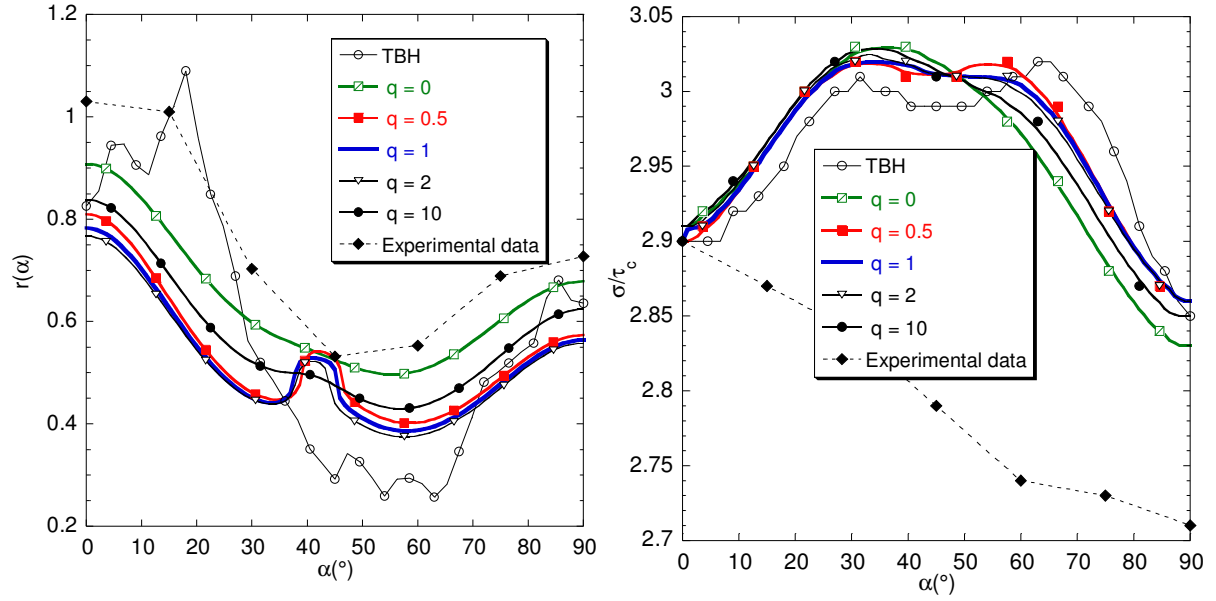 1.2
1
0.8
0.6
0.4
0.2
r(α)
0 10 20 30 40 50 60 70 80 90
α(°)
TBH
q = 0
q = 0.5
q = 1
q = 2
q = 10
Experimental data
3.05
3
2.95
2.9
2.85
2.8
2.75
2.7
σ/τc
0 10 20 30 40 50 60 70 80 90
α(°)
TBH
q = 0
q = 0.5
q = 1
q = 2
q = 10
Experimental data